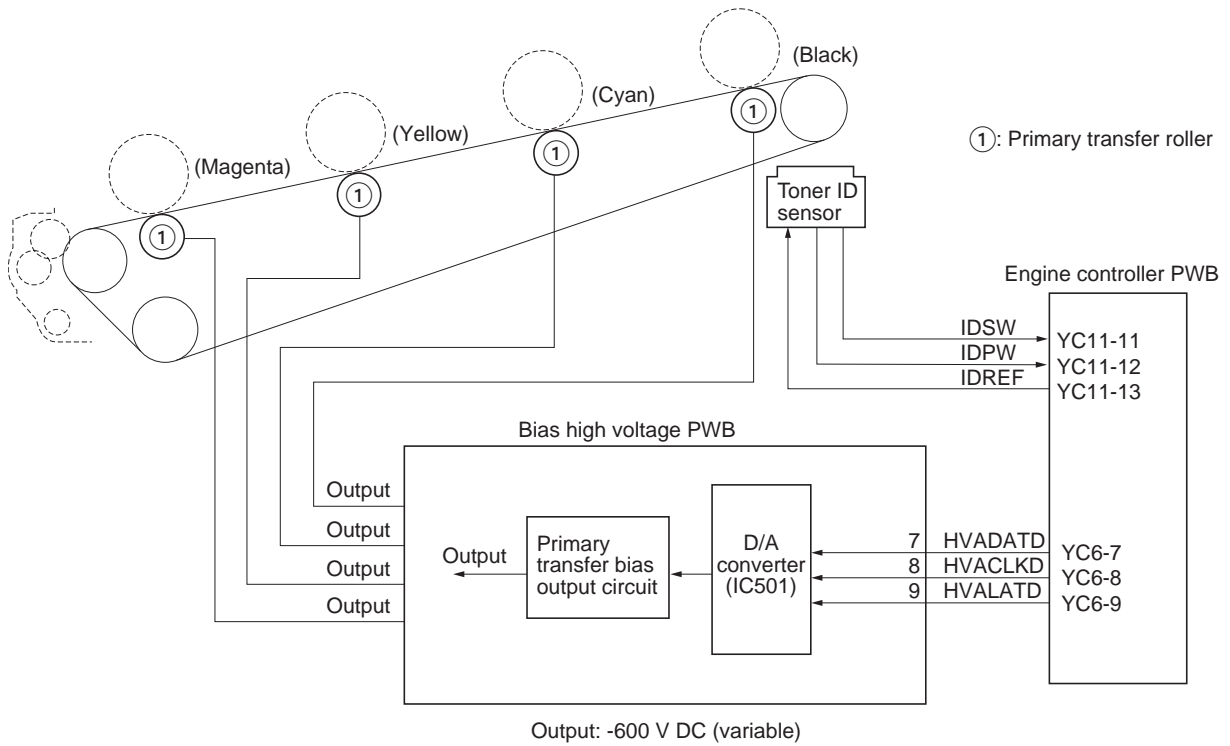 (Black)
(Cyan)
(Yellow)
(Magenta)
1
1
1
1
1: Primary transfer roller
Toner ID
sensor
Engine controller PWB
IDSW
YC11-11
IDPW
YC11-12
IDREF
YC11-13
Bias high voltage PWB
Output
Output
Output
Output
Output
Primary
transfer bias
output circuit
D/A
converter
(IC501)
7 HVADATD YC6-7
8 HVACLKD YC6-8
9 HVALATD YC6-9
Output: -600 V DC (variable)